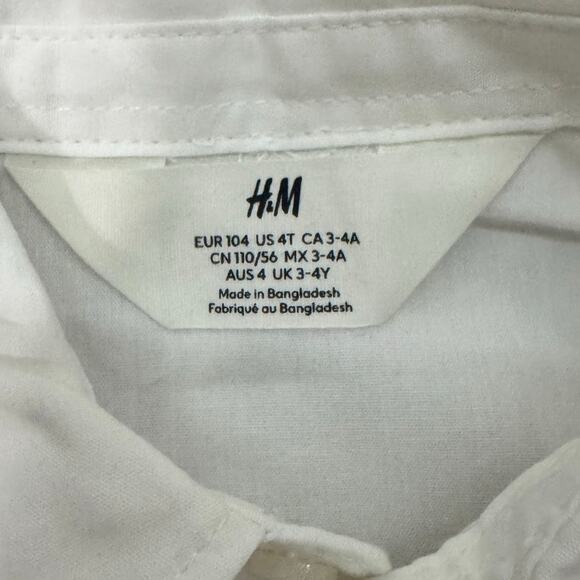 H&M
EUR 104 US 4T CA 3-4A
CN 110/56 MX 3-4A
AUS 4 UK 3-4Y
Made in Bangladesh
Fabriqué au Bangladesh